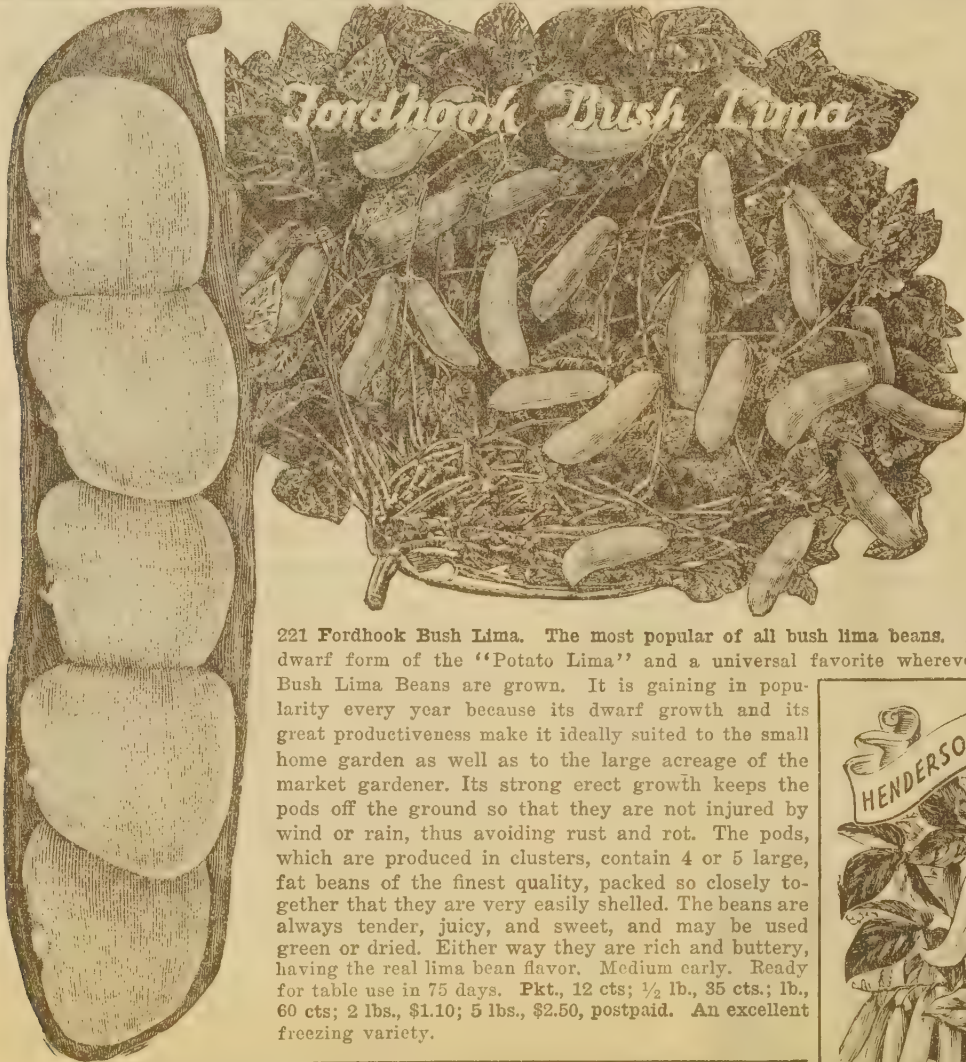 Fordhook Bush Lima
221 Fordhook Bush Lima. The most popular of all bush lima beans.
dwarf form of the “Potato Lima” and a universal favorite
Bush Lima Beans are grown. It is gaining in popu-
larity every year because its dwarf growth and its
great productiveness make it ideally suited to the small
home garden as well as to the large acreage of the
market gardener. Its strong erect growth keeps the
pods off the ground so that they are not injured by
wind or rain, thus avoiding rust and rot. The pods,
which are produced in clusters, contain 4 or 5 large,
fat beans of the finest quality, packed so closely to-
gether that they are very easily shelled. The beans are
always tender, juicy, and sweet, and may be used
green or dried. Either way they are rich and buttery,
having the real lima bean flavor. Medium early. Ready
for table use in 75 days. Pkt., 12 cts; ½ lb., 35 cts.; lb.,
60 cts; 2 lbs., $1.10; 5 lbs., $2.50, postpaid. An excellent
freezing variety.
HENDERSO